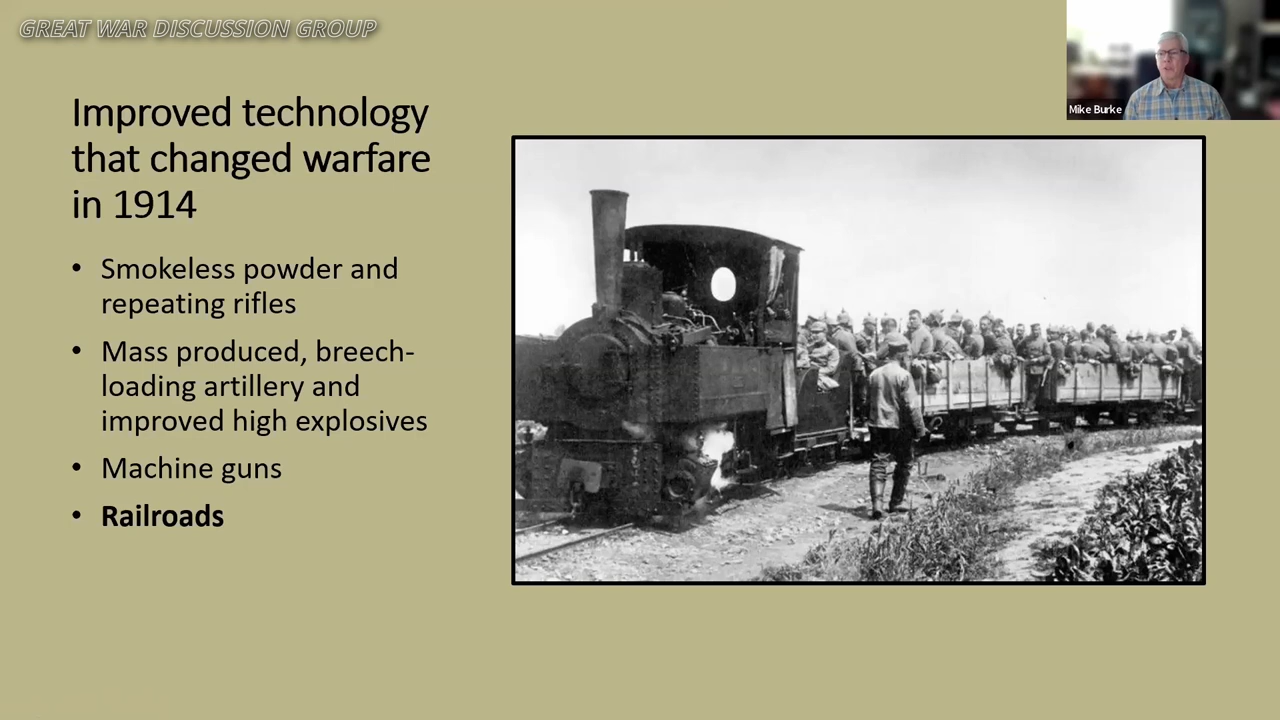 GREAT WAR DISCUSSION GROUP
Mike Burke
Improved technology
that changed warfare
in 1914
• Smokeless powder and
repeating rifles
• Mass produced, breech-
loading artillery and
improved high explosives
• Machine guns
• Railroads